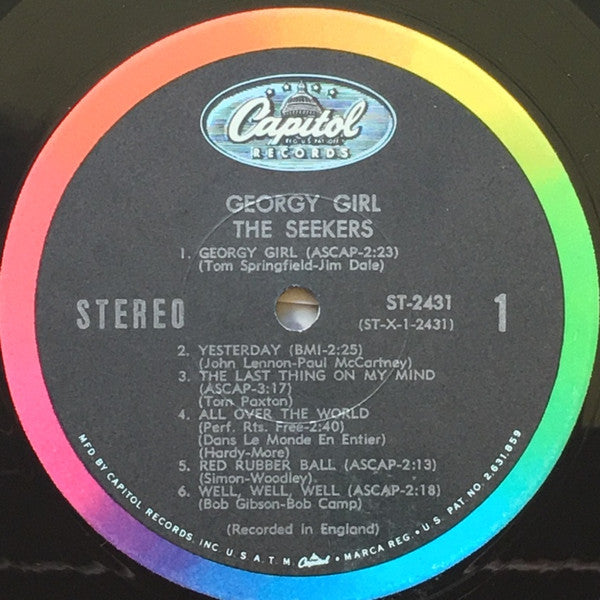 Capitol
REG. U.S. PAT. OFF.
RECORDS
GEORGY GIRL
THE SEEKERS
1. GEORGY GIRL (ASCAP-2:23)
(Tom Springfield-Jim Dale)
STEREO
ST-2431
(ST-X-1-2431)
1
2. YESTERDAY (BMI-2:25)
(John Lennon-Paul McCartney)
3. THE LAST THING ON MY MIND
(ASCAP-3:17)
(Tom Paxton)
4. ALL OVER THE WORLD
(Perf. Rts. Free-2:40)
(Dans Le Monde En Entier)
(Hardy-More)
5. RED RUBBER BALL (ASCAP-2:13)
(Simon-Woodley)
6. WELL, WELL, WELL (ASCAP-2:18)
(Bob Gibson-Bob Camp)
(Recorded in England)
MFD. BY CAPITOL RECORDS, INC. U.S.A. T.M. Capitol MARCA REG. • U.S. PAT. NO. 2,631,859